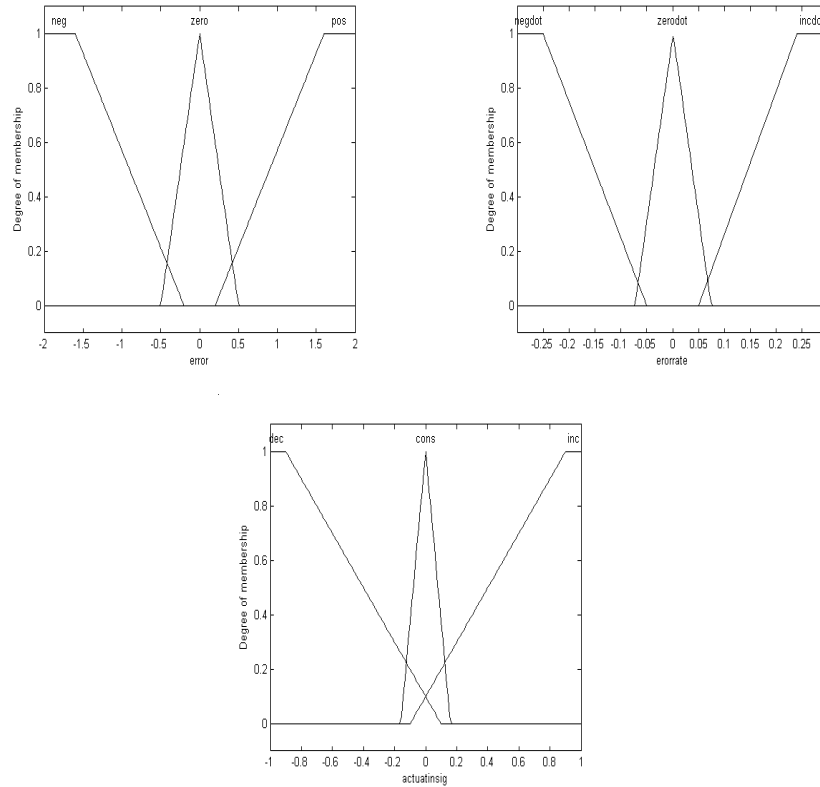 neg zero pos
1
0.8
0.6
0.4
0.2
0
Degree of membership
-2 -1.5 -1 -0.5 0 0.5 1 1.5 2
error
negdot zerodot incdo
1
0.8
0.6
0.4
0.2
0
Degree of membership
-0.25 -0.2 -0.15 -0.1 -0.05 0 0.05 0.1 0.15 0.2 0.25
erorrate
dec cons inc
1
0.8
0.6
0.4
0.2
0
Degree of membership
-1 -0.8 -0.6 -0.4 -0.2 0 0.2 0.4 0.6 0.8 1
actuatinsig